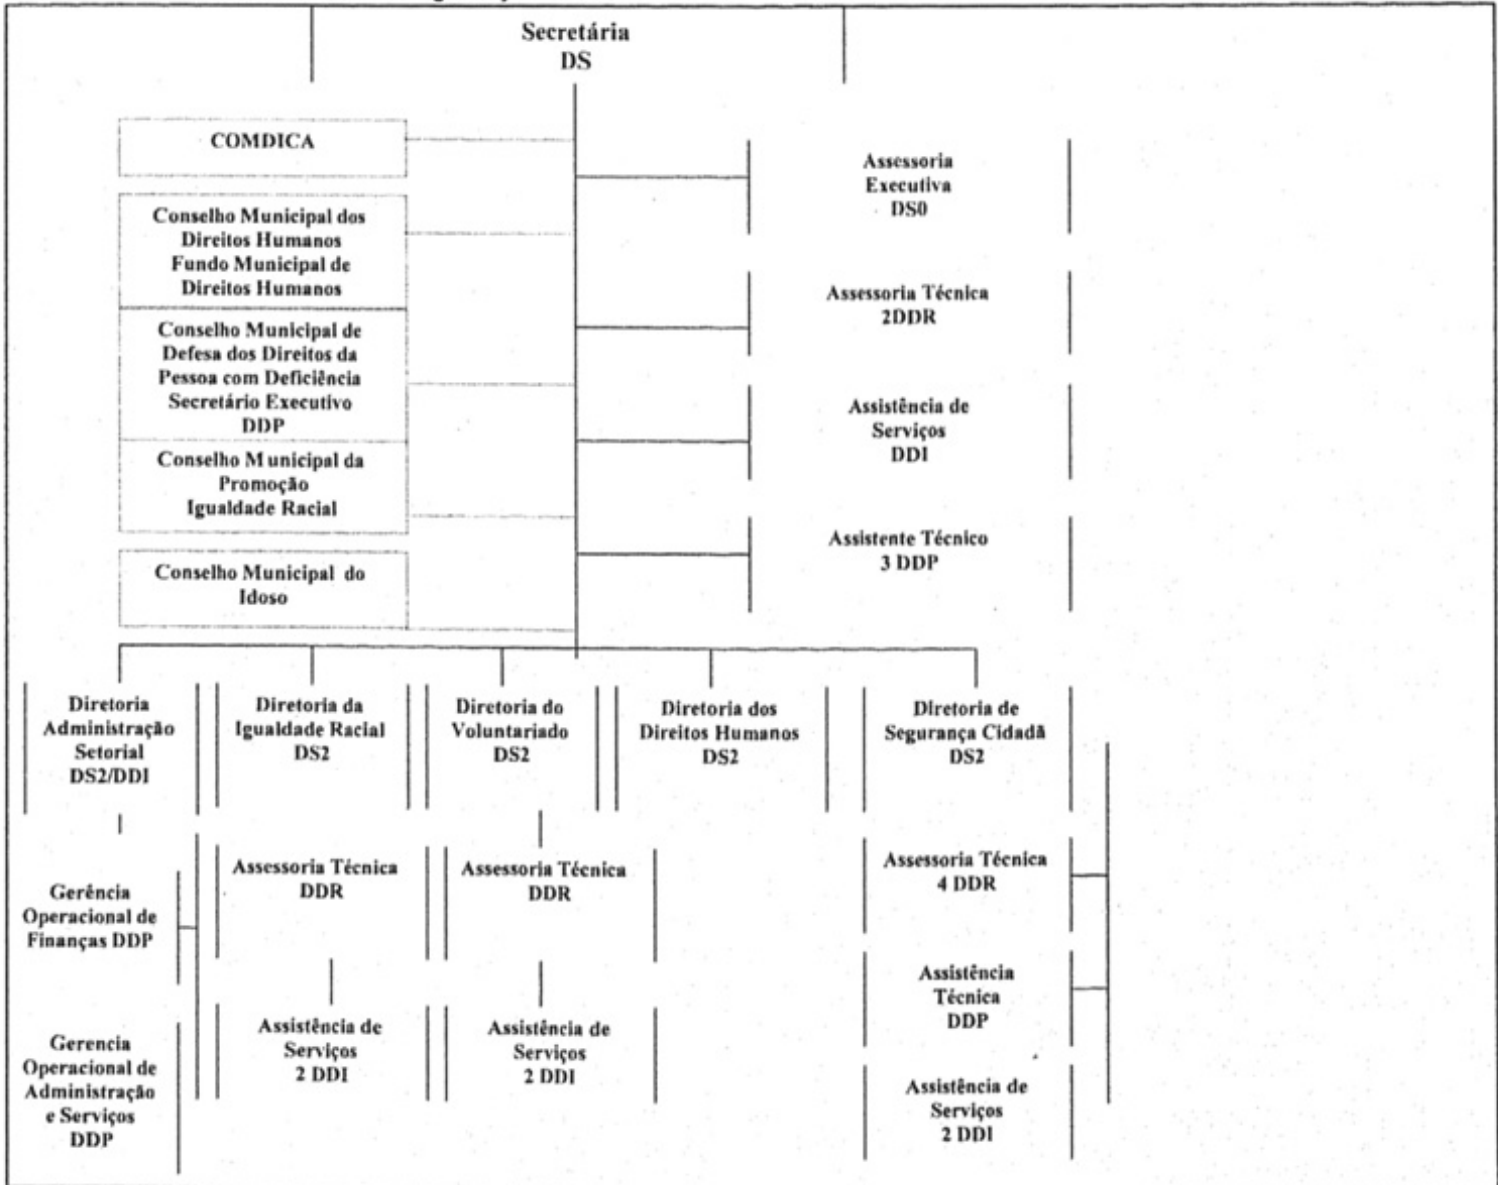 Secretária
DS
COMDICA
Conselho Municipal dos
Direitos Humanos
Fundo Municipal de
Direitos Humanos
Conselho Municipal de
Defesa dos Direitos da
Pessoa com Deficiência
Secretário Executivo
DDP
Conselho Municipal da
Promoção
Igualdade Racial
Conselho Municipal do
Idoso
Assessoria
Executiva
DS0
Assessoria Técnica
2DDR
Assistência de
Serviços
DDI
Assistente Técnico
3 DDP
Diretoria
Administração
Setorial
DS2/DDI
Gerência
Operacional de
Finanças DDP
Gerencia
Operacional de
Administração
e Serviços
DDP
Diretoria da
Igualdade Racial
DS2
Assessoria Técnica
DDR
Assistência de
Serviços
2 DDI
Diretoria do
Voluntariado
DS2
Assessoria Técnica
DDR
Assistência de
Serviços
2 DDI
Diretoria dos
Direitos Humanos
DS2
Diretoria de
Segurança Cidadã
DS2
Assessoria Técnica
4 DDR
Assistência
Técnica
DDP
Assistência de
Serviços
2 DDI